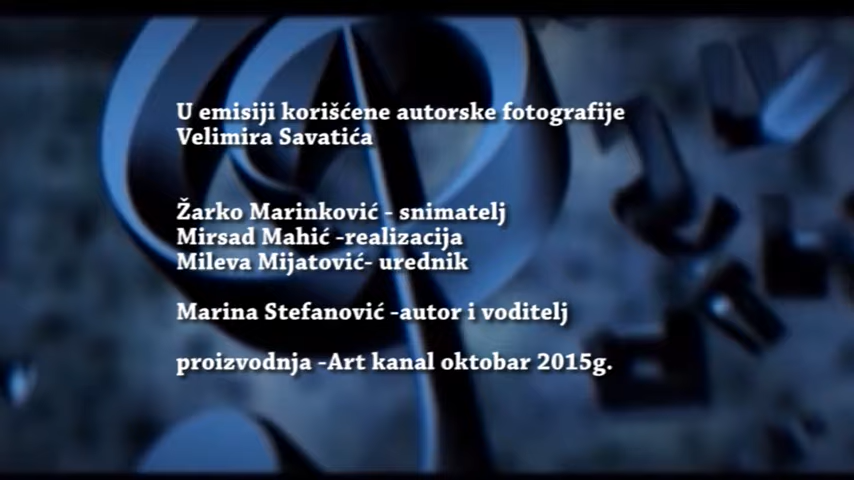 U emisiji korišćene autorske fotografije
Velimira Savatića
Žarko Marinković - snimatelj
Mirsad Mahić -realizacija
Mileva Mijatović- urednik
Marina Stefanović -autor i voditelj
proizvodnja -Art kanal oktobar 2015g.